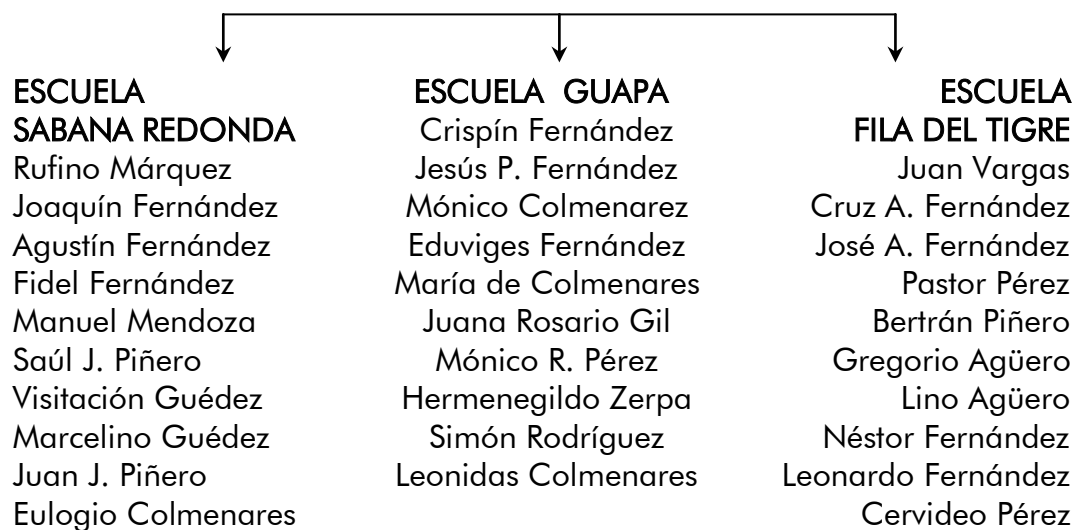 ESCUELA
SABANA REDONDA
Rufino Márquez
Joaquín Fernández
Agustín Fernández
Fidel Fernández
Manuel Mendoza
Saúl J. Piñero
Visitación Guédez
Marcelino Guédez
Juan J. Piñero
Eulogio Colmenares
ESCUELA GUAPA
Crispín Fernández
Jesús P. Fernández
Mónico Colmenarez
Eduviges Fernández
María de Colmenares
Juana Rosario Gil
Mónico R. Pérez
Hermenegildo Zerpa
Simón Rodríguez
Leonidas Colmenares
ESCUELA
FILA DEL TIGRE
Juan Vargas
Cruz A. Fernández
José A. Fernández
Pastor Pérez
Bertrán Piñero
Gregorio Agüero
Lino Agüero
Néstor Fernández
Leonardo Fernández
Cervideo Pérez